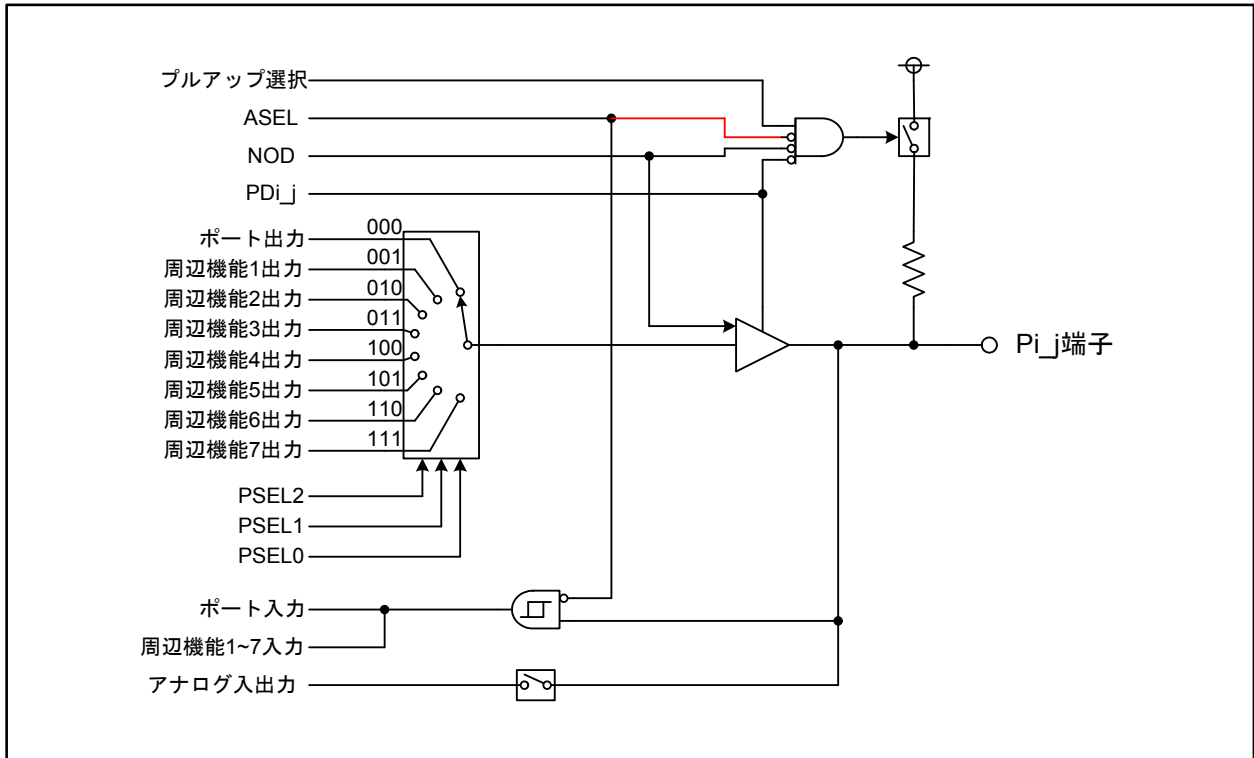 プルアップ選択
ASEL
NOD
PDi_j
ポート出力 000
周辺機能1出力 001
周辺機能2出力 010
周辺機能3出力 011
周辺機能4出力 100
周辺機能5出力 101
周辺機能6出力 110
周辺機能7出力 111
Pi_j端子
PSEL2
PSEL1
PSEL0
ポート入力
周辺機能1~7入力
アナログ入出力